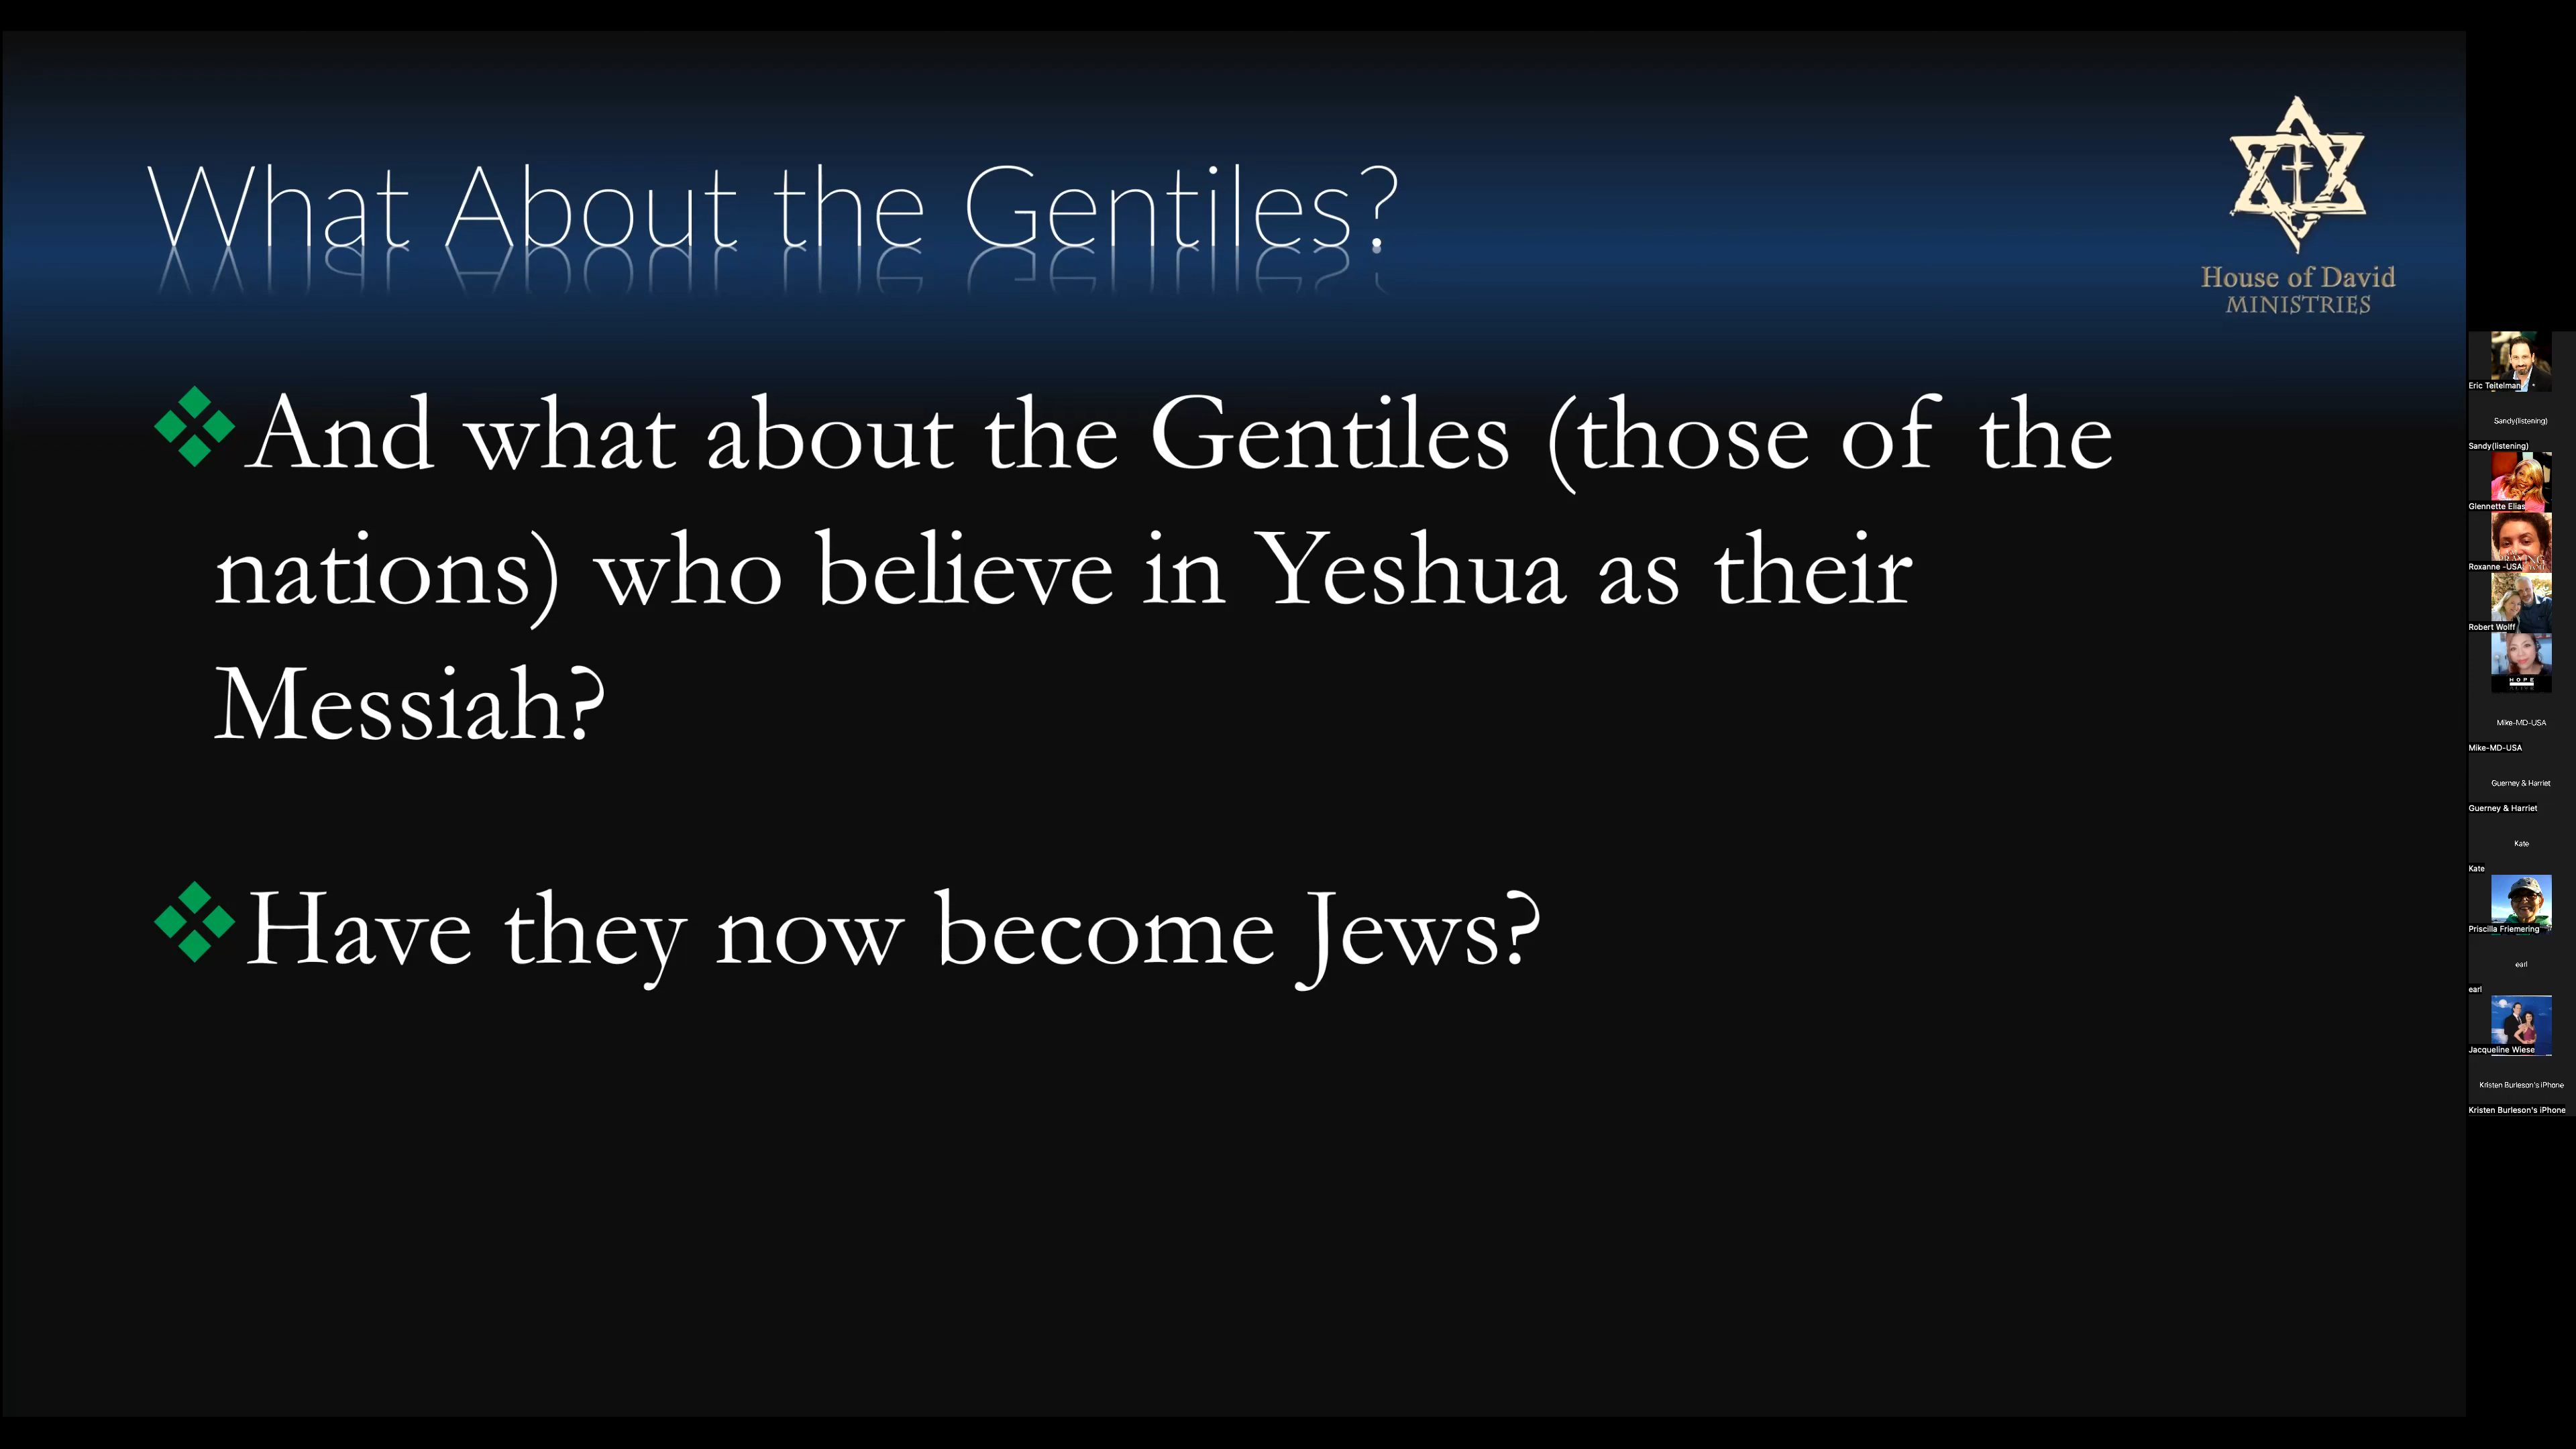 What About the Gentiles?
House of David
MINISTRIES
And what about the Gentiles (those of the
nations) who believe in Yeshua as their
Messiah?
Have they now become Jews?
Eric Teitelman
Sandy(listening)
Sandy(listening)
Glennette Elias
Roxanne -USA
Robert Wolff
HOPE
Mike-MD-USA
Mike-MD-USA
Guerney & Harriet
Guerney & Harriet
Kate
Kate
Priscilla Friemering
earl
earl
Jacqueline Wiese
Kristen Burleson's iPhone
Kristen Burleson's iPhone